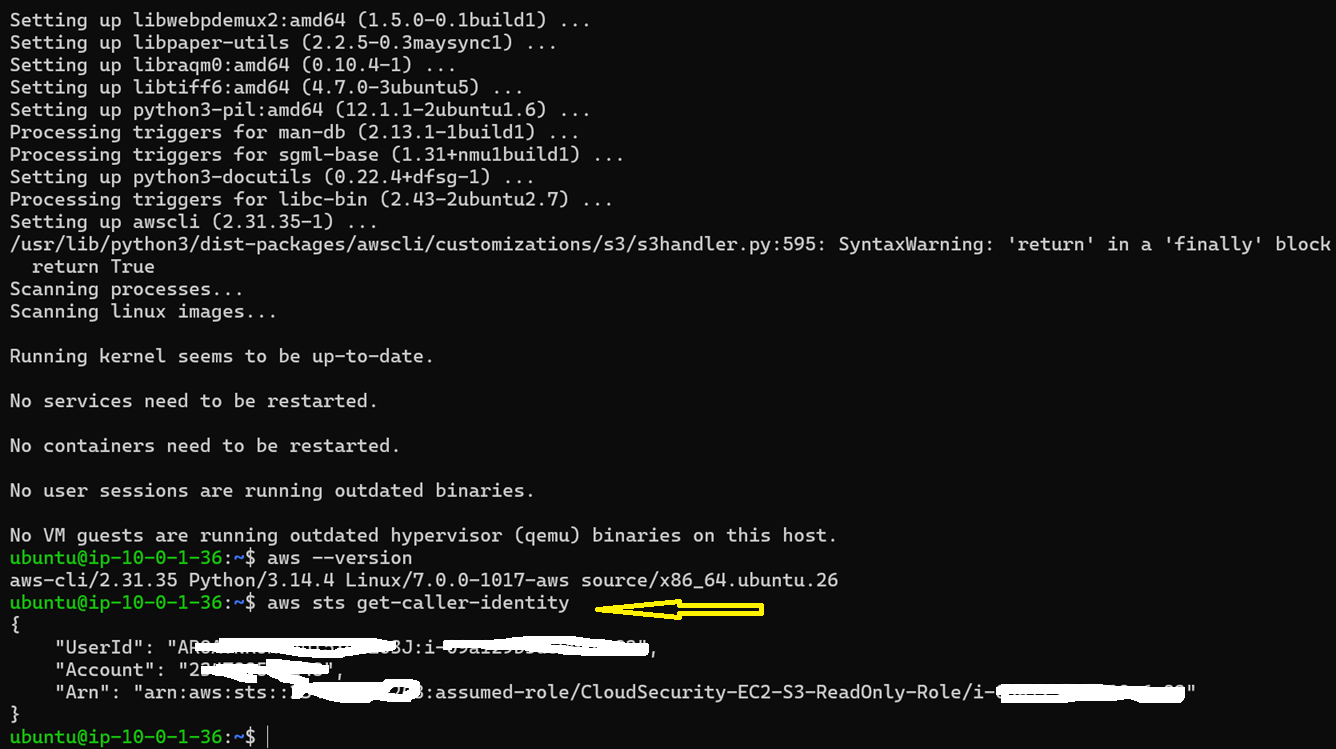 Setting up libwebpdemux2:amd64 (1.5.0-0.1build1) ...
Setting up libpaper-utils (2.2.5-0.3maysync1) ...
Setting up libraqm0:amd64 (0.10.4-1) ...
Setting up libtiff6:amd64 (4.7.0-3ubuntu5) ...
Setting up python3-pil:amd64 (12.1.1-2ubuntu1.6) ...
Processing triggers for man-db (2.13.1-1build1) ...
Processing triggers for sgml-base (1.31+nmu1build1) ...
Setting up python3-docutils (0.22.4+dfsg-1) ...
Processing triggers for libc-bin (2.43-2ubuntu2.7) ...
Setting up awscli (2.31.35-1) ...
/usr/lib/python3/dist-packages/awscli/customizations/s3/s3handler.py:595: SyntaxWarning: 'return' in a 'finally' block
  return True
Scanning processes...
Scanning linux images...
Running kernel seems to be up-to-date.
No services need to be restarted.
No containers need to be restarted.
No user sessions are running outdated binaries.
No VM guests are running outdated hypervisor (qemu) binaries on this host.
ubuntu@ip-10-0-1-36:~$ aws --version
aws-cli/2.31.35 Python/3.14.4 Linux/7.0.0-1017-aws source/x86_64.ubuntu.26
ubuntu@ip-10-0-1-36:~$ aws sts get-caller-identity
{
    "UserId": "
    "Account": "
    "Arn": "arn:aws:sts:: :assumed-role/CloudSecurity-EC2-S3-ReadOnly-Role/i- "
}
ubuntu@ip-10-0-1-36:~$